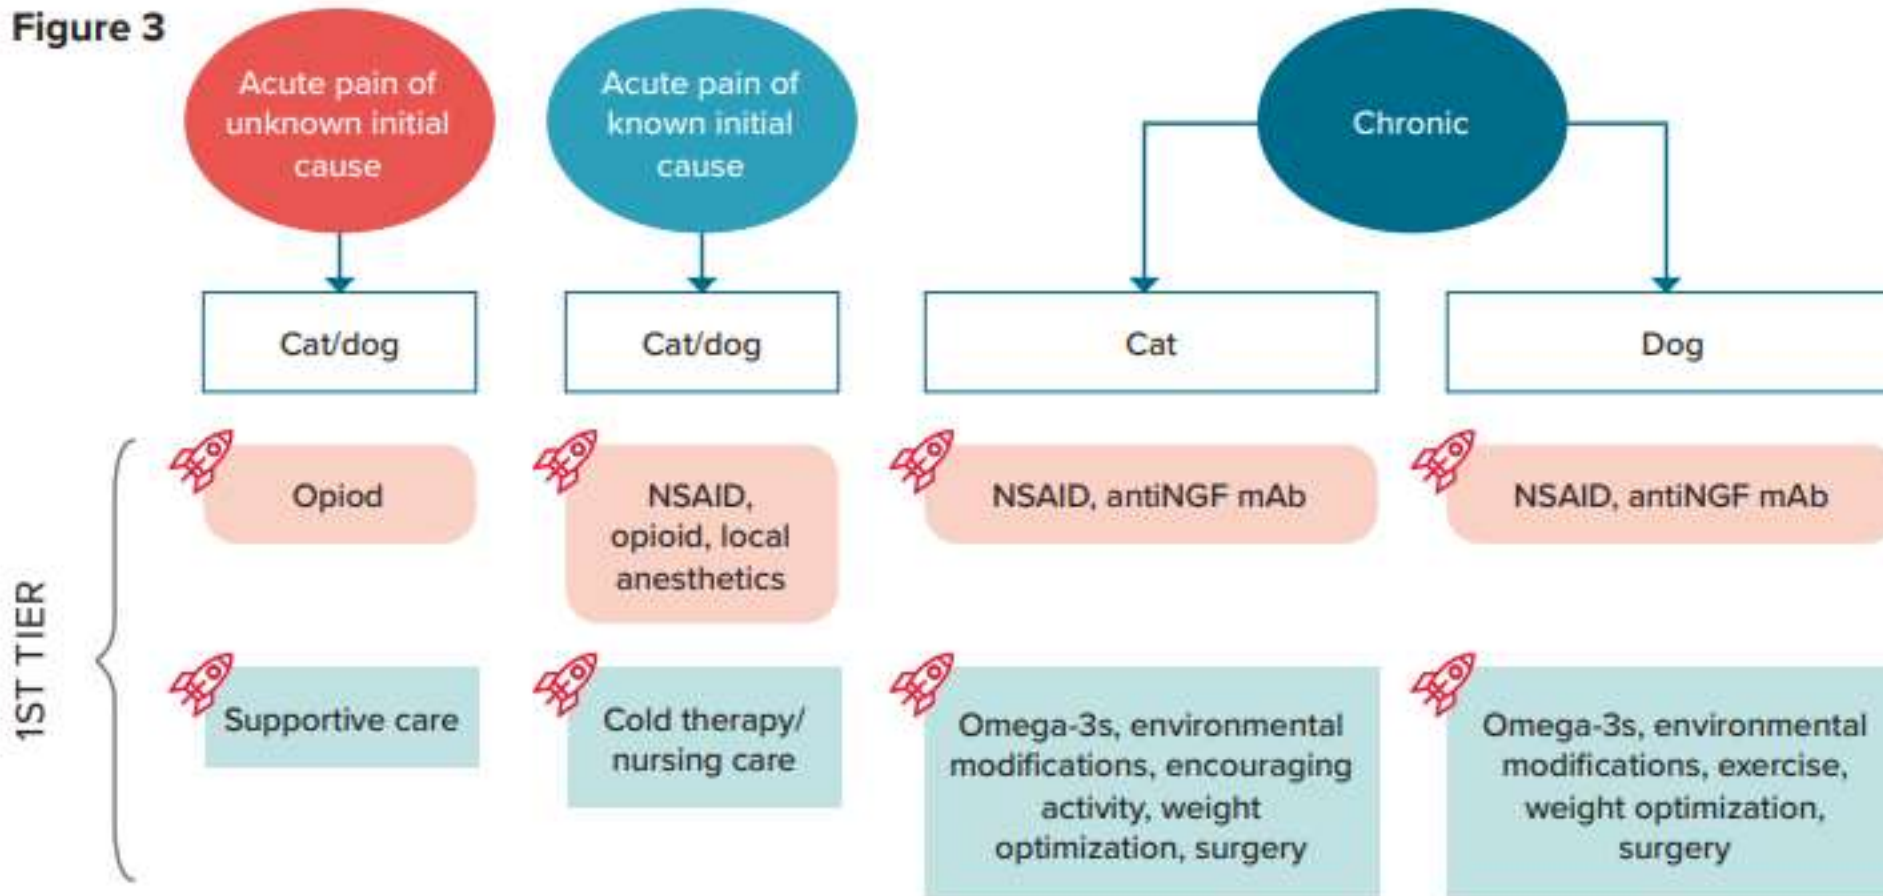 Figure 3
Acute pain of
unknown initial
cause
Acute pain of
known initial
cause
Chronic
Cat/dog
Cat/dog
Cat
Dog
1ST TIER
Opiod
NSAID,
opioid, local
anesthetics
NSAID, antiNGF mAb
NSAID, antiNGF mAb
Supportive care
Cold therapy/
nursing care
Omega-3s, environmental
modifications, encouraging
activity, weight
optimization, surgery
Omega-3s, environmental
modifications, exercise,
weight optimization,
surgery